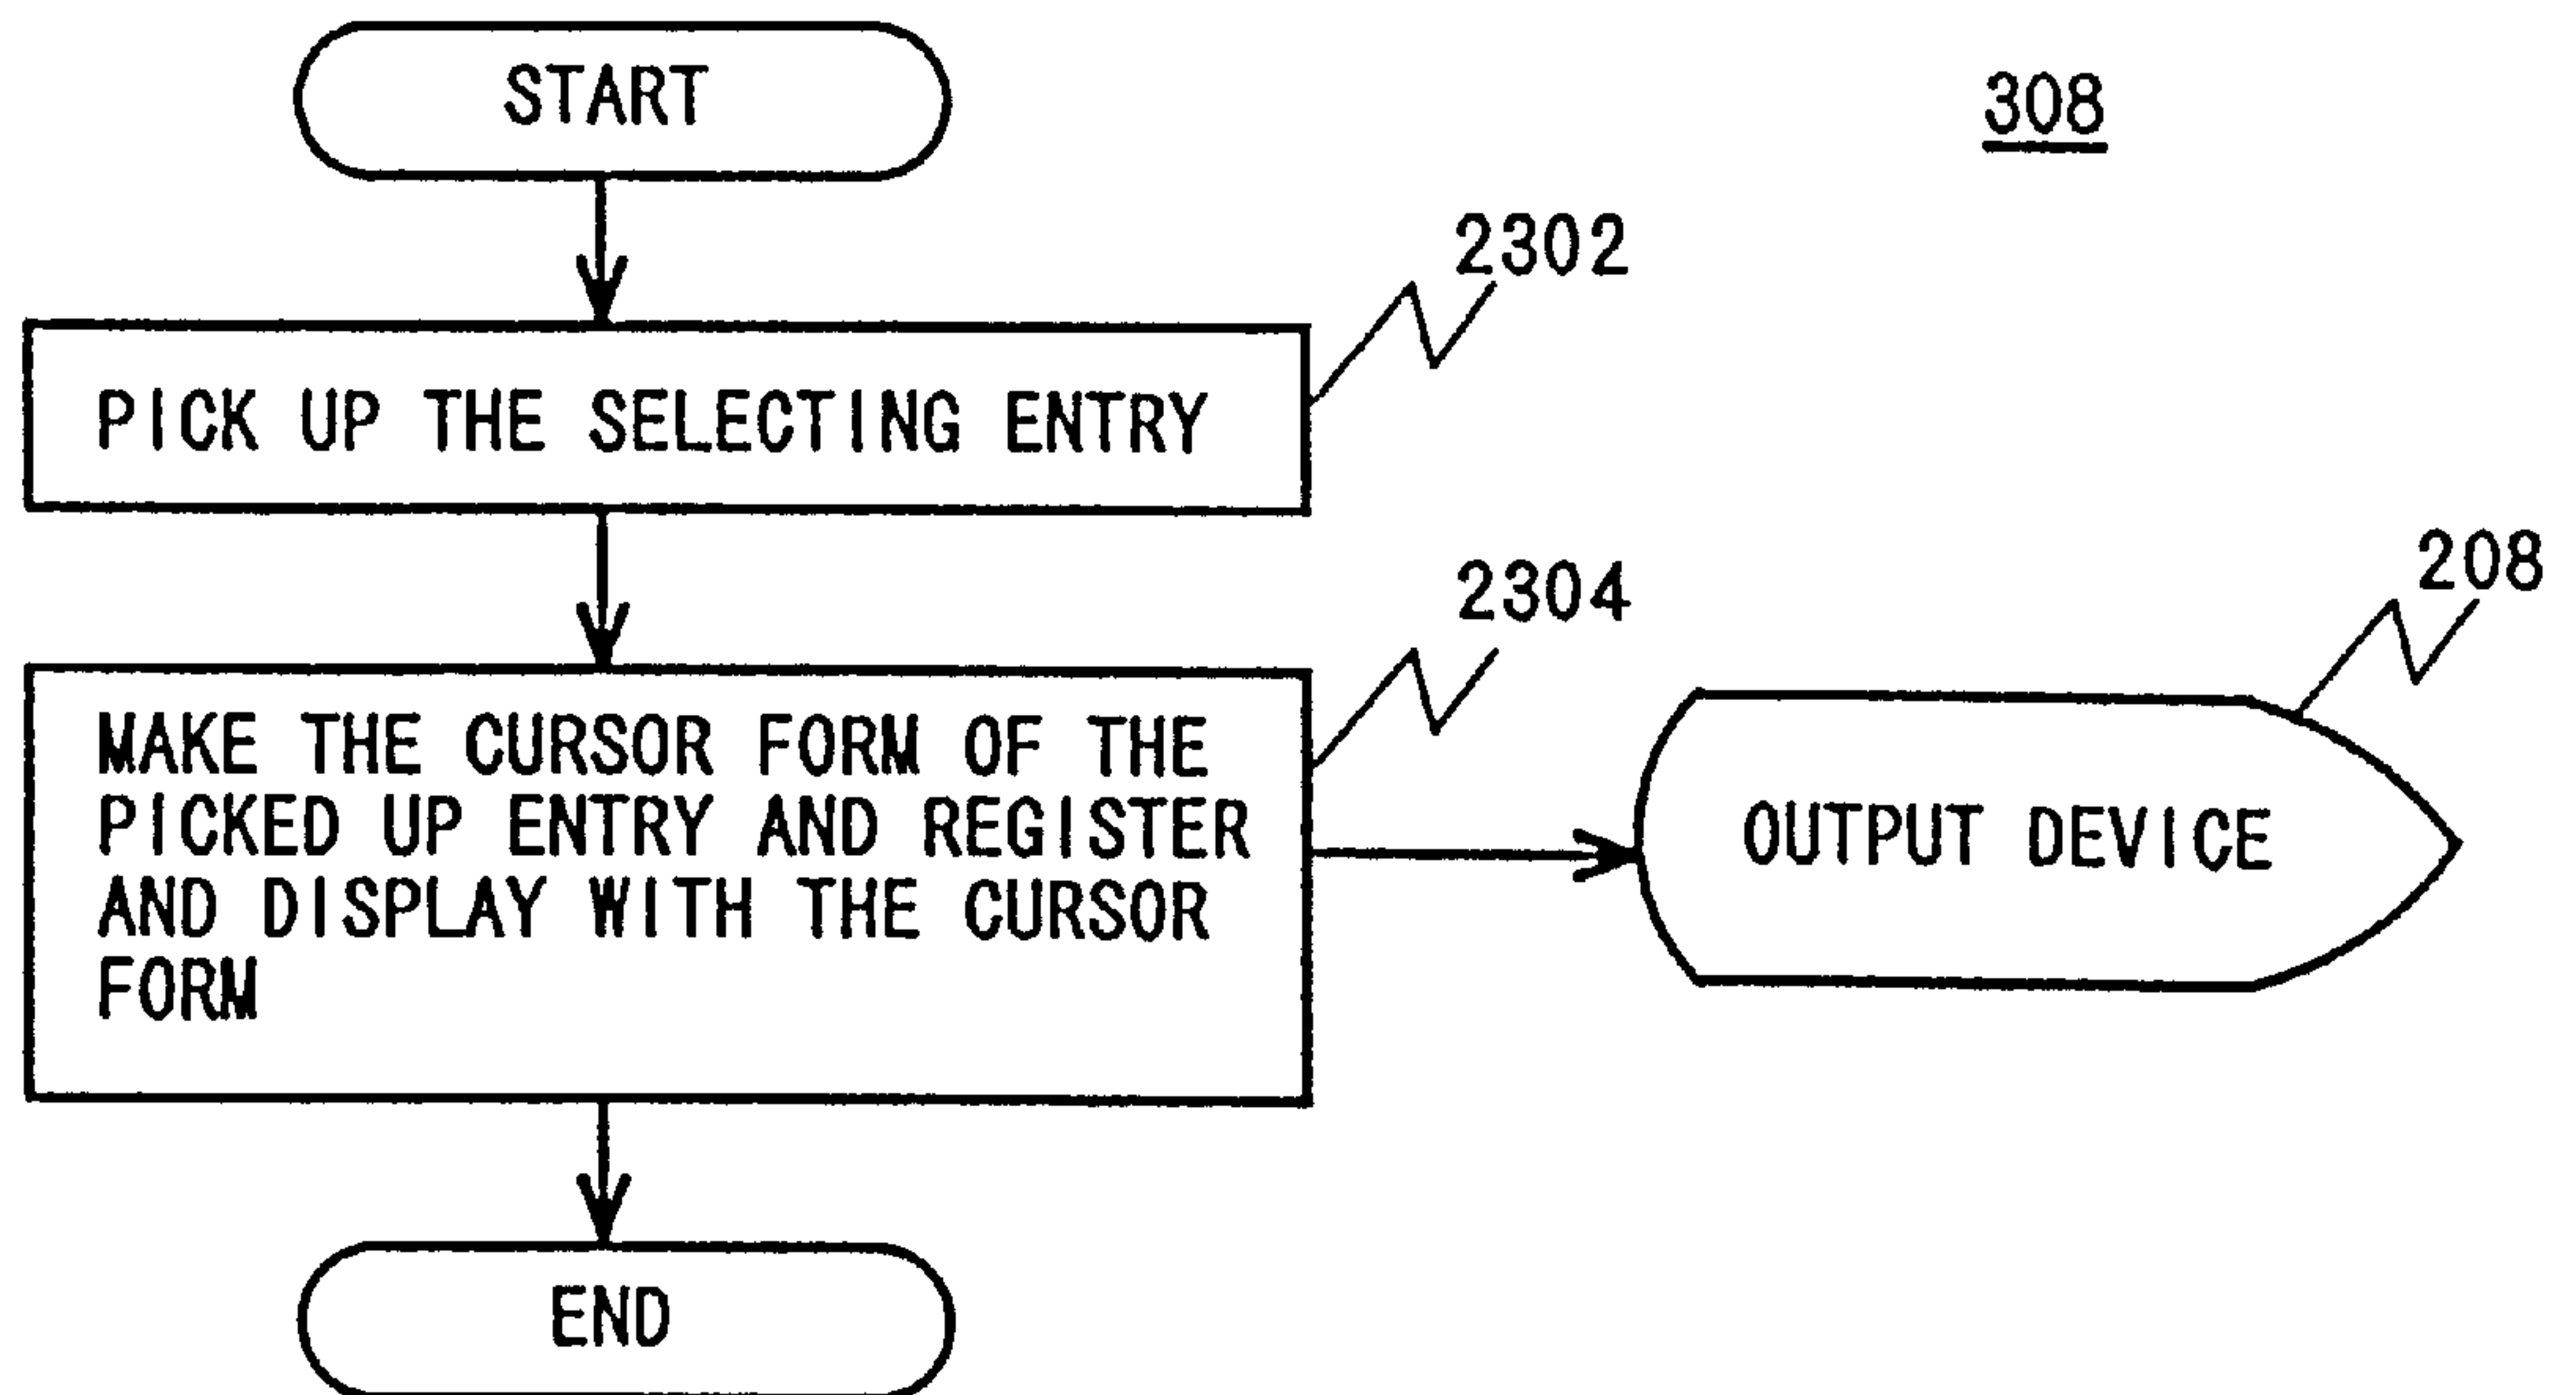 START
308
2302
PICK UP THE SELECTING ENTRY
2304
208
MAKE THE CURSOR FORM OF THE
PICKED UP ENTRY AND REGISTER
AND DISPLAY WITH THE CURSOR
FORM
OUTPUT DEVICE
END